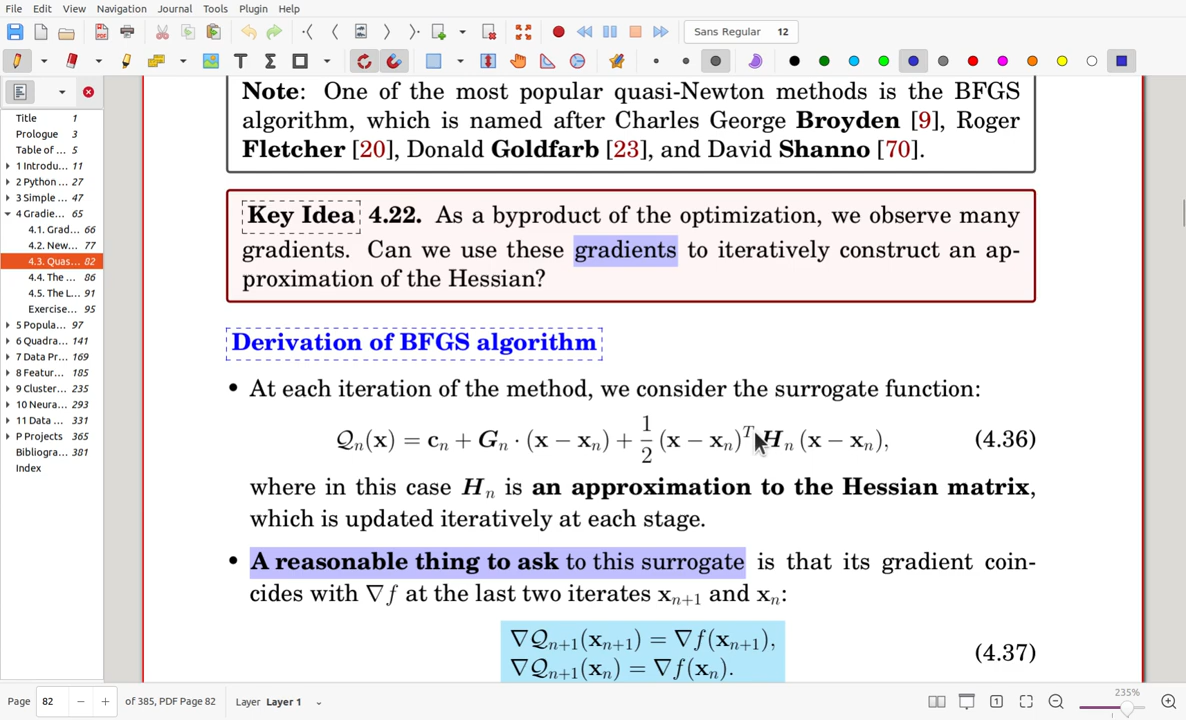 File Edit View Navigation Journal Tools Plugin Help
Sans Regular 12
Title 1
Prologue 3
Table of ... 5
1 Introdu... 11
2 Python ... 27
3 Simple ... 47
4 Gradie... 65
4.1. Grad... 66
4.2. New... 77
4.3. Quas... 82
4.4. The ... 86
4.5. The L... 91
Exercise... 95
5 Popula... 97
6 Quadra... 141
7 Data Pr... 169
8 Featur... 185
9 Cluster... 235
10 Neura... 293
11 Data ... 331
P Projects 365
Bibliogra... 381
Index
Note: One of the most popular quasi-Newton methods is the BFGS
algorithm, which is named after Charles George Broyden [9], Roger
Fletcher [20], Donald Goldfarb [23], and David Shanno [70].
Key Idea 4.22. As a byproduct of the optimization, we observe many
gradients. Can we use these gradients to iteratively construct an ap-
proximation of the Hessian?
Derivation of BFGS algorithm
• At each iteration of the method, we consider the surrogate function:
𝒬ₙ(x) = cₙ + Gₙ · (x − xₙ) + 1/2 (x − xₙ)ᵀ Hₙ (x − xₙ), (4.36)
where in this case Hₙ is an approximation to the Hessian matrix,
which is updated iteratively at each stage.
• A reasonable thing to ask to this surrogate is that its gradient coin-
cides with ∇f at the last two iterates xₙ₊₁ and xₙ:
∇𝒬ₙ₊₁(xₙ₊₁) = ∇f(xₙ₊₁),
∇𝒬ₙ₊₁(xₙ) = ∇f(xₙ). (4.37)
Page 82 − + of 385, PDF Page 82 Layer Layer 1 235%